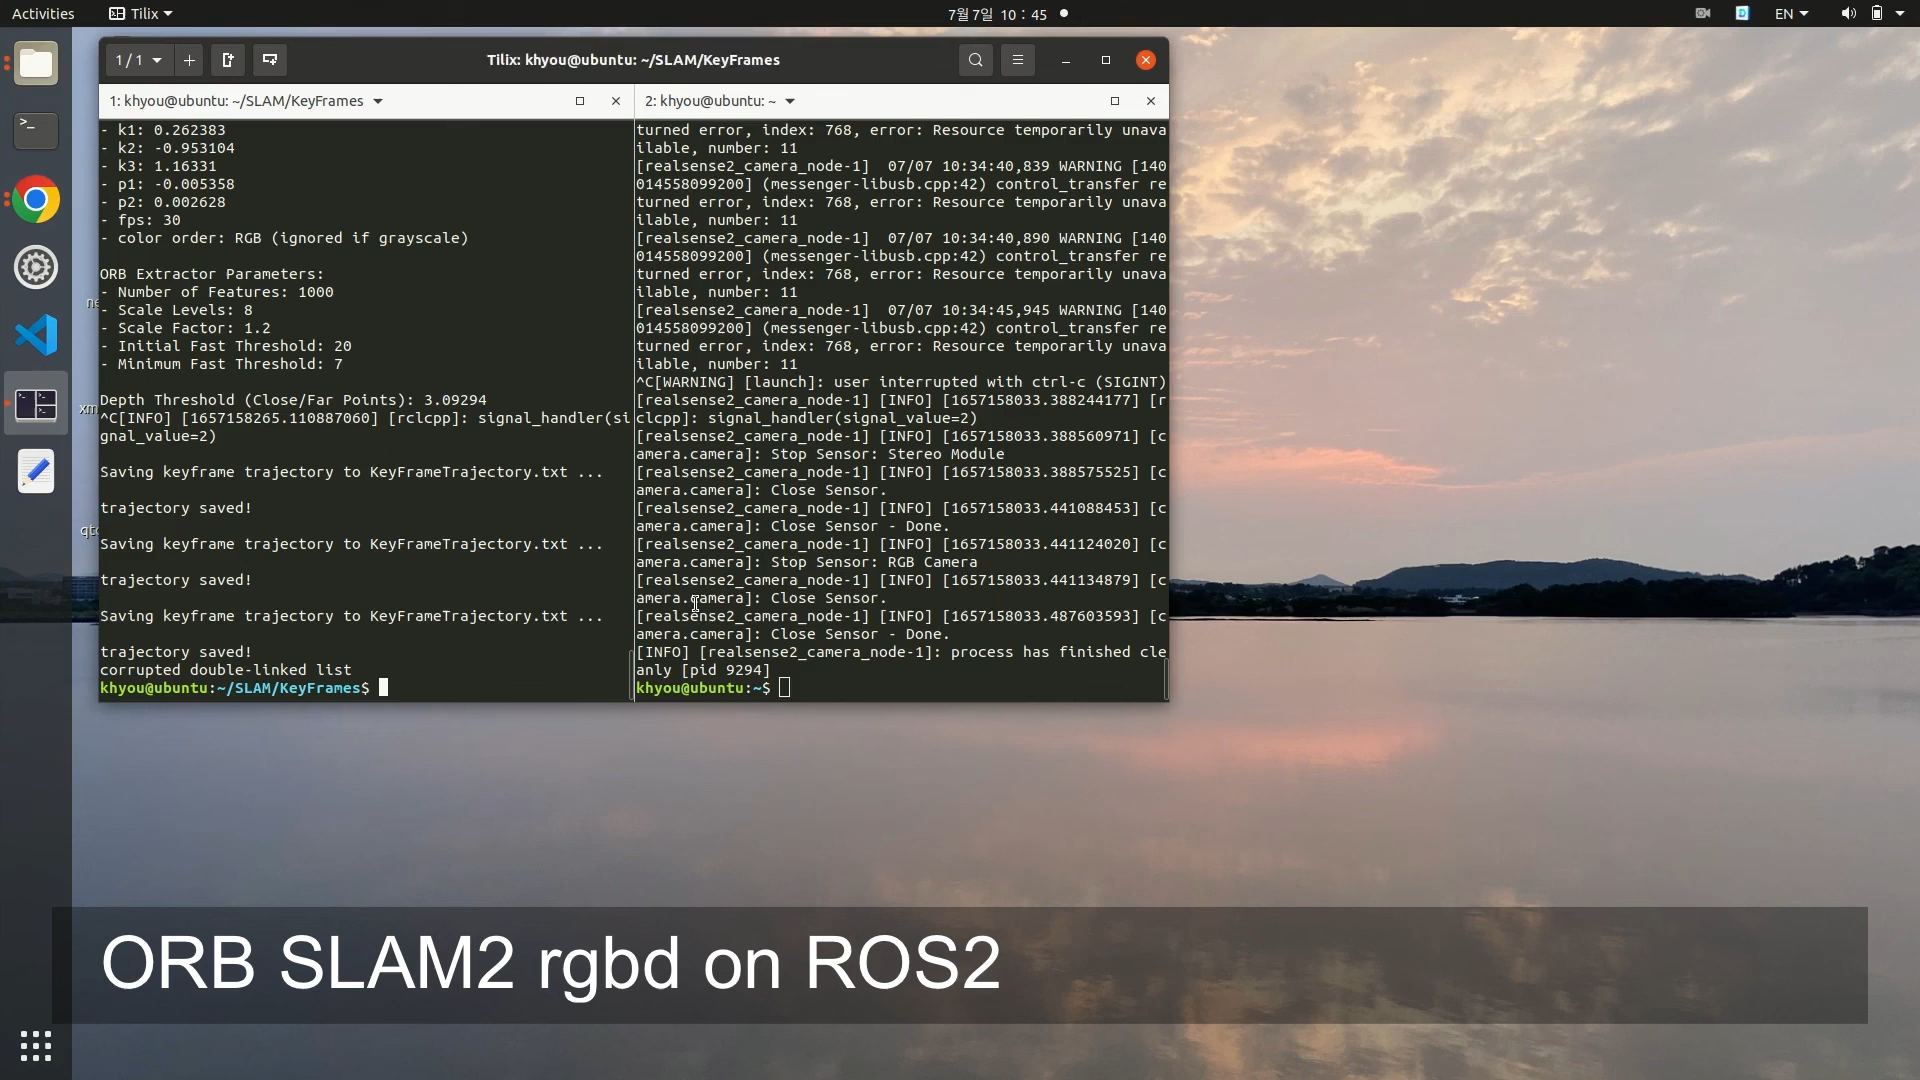 Activities
Tilix
7월 7일 10 : 45
EN
1 / 1
Tilix: khyou@ubuntu: ~/SLAM/KeyFrames
1: khyou@ubuntu: ~/SLAM/KeyFrames
2: khyou@ubuntu: ~
- k1: 0.262383
- k2: -0.953104
- k3: 1.16331
- p1: -0.005358
- p2: 0.002628
- fps: 30
- color order: RGB (ignored if grayscale)
ORB Extractor Parameters:
- Number of Features: 1000
- Scale Levels: 8
- Scale Factor: 1.2
- Initial Fast Threshold: 20
- Minimum Fast Threshold: 7
Depth Threshold (Close/Far Points): 3.09294
^C[INFO] [1657158265.110887060] [rclcpp]: signal_handler(si
gnal_value=2)
Saving keyframe trajectory to KeyFrameTrajectory.txt ...
trajectory saved!
Saving keyframe trajectory to KeyFrameTrajectory.txt ...
trajectory saved!
Saving keyframe trajectory to KeyFrameTrajectory.txt ...
trajectory saved!
corrupted double-linked list
khyou@ubuntu:~/SLAM/KeyFrames$
turned error, index: 768, error: Resource temporarily unava
ilable, number: 11
[realsense2_camera_node-1]  07/07 10:34:40,839 WARNING [140
014558099200] (messenger-libusb.cpp:42) control_transfer re
turned error, index: 768, error: Resource temporarily unava
ilable, number: 11
[realsense2_camera_node-1]  07/07 10:34:40,890 WARNING [140
014558099200] (messenger-libusb.cpp:42) control_transfer re
turned error, index: 768, error: Resource temporarily unava
ilable, number: 11
[realsense2_camera_node-1]  07/07 10:34:45,945 WARNING [140
014558099200] (messenger-libusb.cpp:42) control_transfer re
turned error, index: 768, error: Resource temporarily unava
ilable, number: 11
^C[WARNING] [launch]: user interrupted with ctrl-c (SIGINT)
[realsense2_camera_node-1] [INFO] [1657158033.388244177] [r
clcpp]: signal_handler(signal_value=2)
[realsense2_camera_node-1] [INFO] [1657158033.388560971] [c
amera.camera]: Stop Sensor: Stereo Module
[realsense2_camera_node-1] [INFO] [1657158033.388575525] [c
amera.camera]: Close Sensor.
[realsense2_camera_node-1] [INFO] [1657158033.441088453] [c
amera.camera]: Close Sensor - Done.
[realsense2_camera_node-1] [INFO] [1657158033.441124020] [c
amera.camera]: Stop Sensor: RGB Camera
[realsense2_camera_node-1] [INFO] [1657158033.441134879] [c
amera.camera]: Close Sensor.
[realsense2_camera_node-1] [INFO] [1657158033.487603593] [c
amera.camera]: Close Sensor - Done.
[INFO] [realsense2_camera_node-1]: process has finished cle
anly [pid 9294]
khyou@ubuntu:~$
ne
xm
qt
ORB SLAM2 rgbd on ROS2